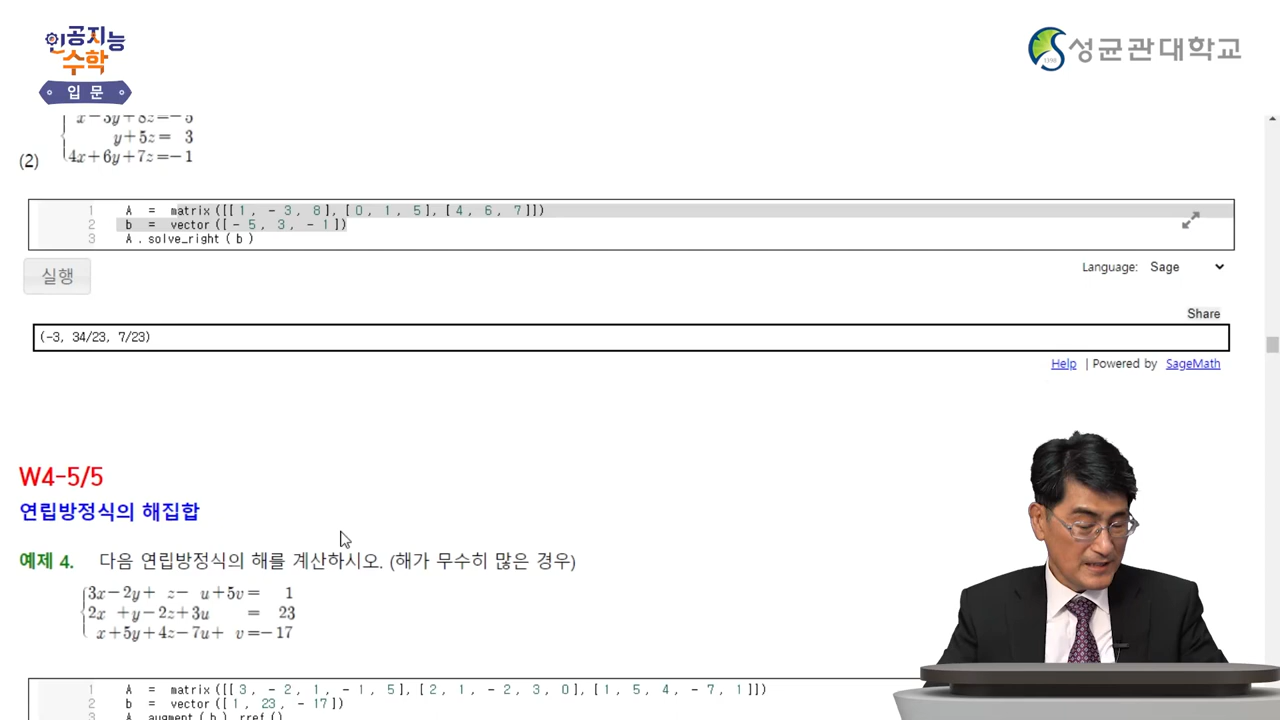 인공지능
수학
입문
성균관대학교
x-3y+8z=-5
y+5z= 3
(2)
4x+6y+7z=-1
1 A = matrix([[1, -3, 8],[0, 1, 5],[4, 6, 7]])
2 b = vector([-5, 3, -1])
3 A.solve_right(b)
실행
Language: Sage
Share
(-3, 34/23, 7/23)
Help | Powered by SageMath
W4-5/5
연립방정식의 해집합
예제 4. 다음 연립방정식의 해를 계산하시오. (해가 무수히 많은 경우)
3x-2y+ z- u+5v= 1
2x +y-2z+3u = 23
x+5y+4z-7u+ v=-17
1 A = matrix([[3, -2, 1, -1, 5],[2, 1, -2, 3, 0],[1, 5, 4, -7, 1]])
2 b = vector([1, 23, -17])
3 A.augment(b).rref()